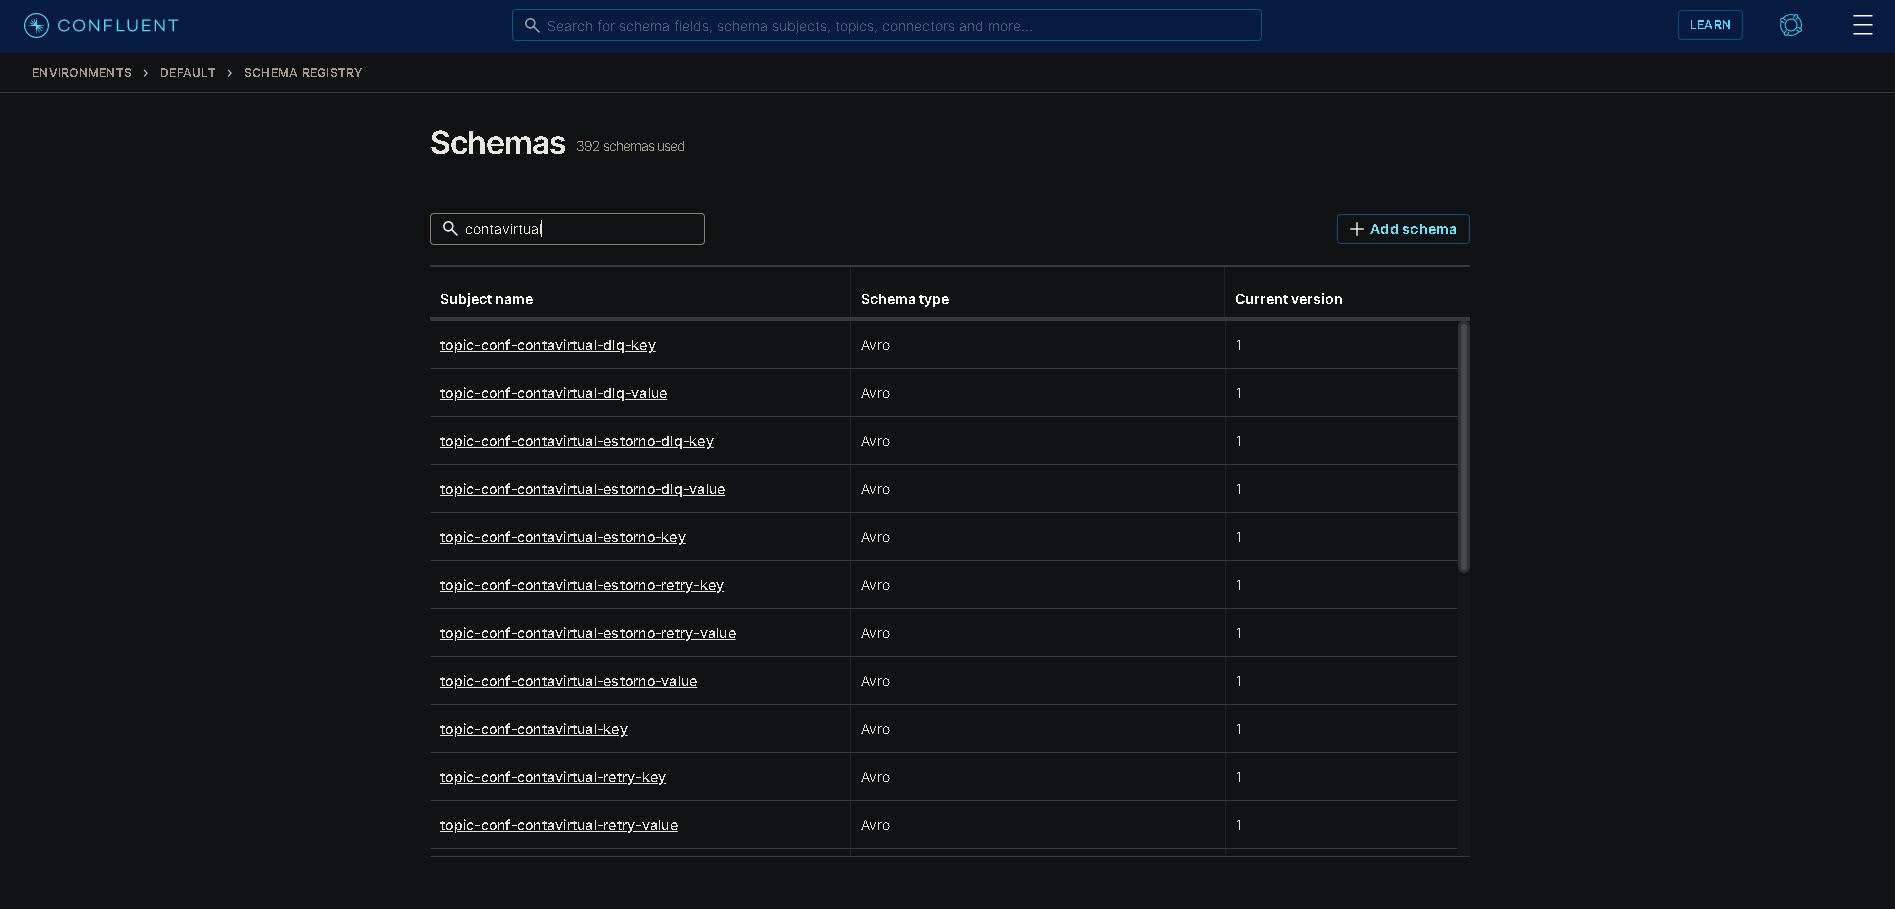 CONFLUENT
Search for schema fields, schema subjects, topics, connectors and more...
LEARN
ENVIRONMENTS > DEFAULT > SCHEMA REGISTRY
Schemas 392 schemas used
contavirtual
+ Add schema
Subject name Schema type Current version
topic-conf-contavirtual-dlq-key Avro 1
topic-conf-contavirtual-dlq-value Avro 1
topic-conf-contavirtual-estorno-dlq-key Avro 1
topic-conf-contavirtual-estorno-dlq-value Avro 1
topic-conf-contavirtual-estorno-key Avro 1
topic-conf-contavirtual-estorno-retry-key Avro 1
topic-conf-contavirtual-estorno-retry-value Avro 1
topic-conf-contavirtual-estorno-value Avro 1
topic-conf-contavirtual-key Avro 1
topic-conf-contavirtual-retry-key Avro 1
topic-conf-contavirtual-retry-value Avro 1